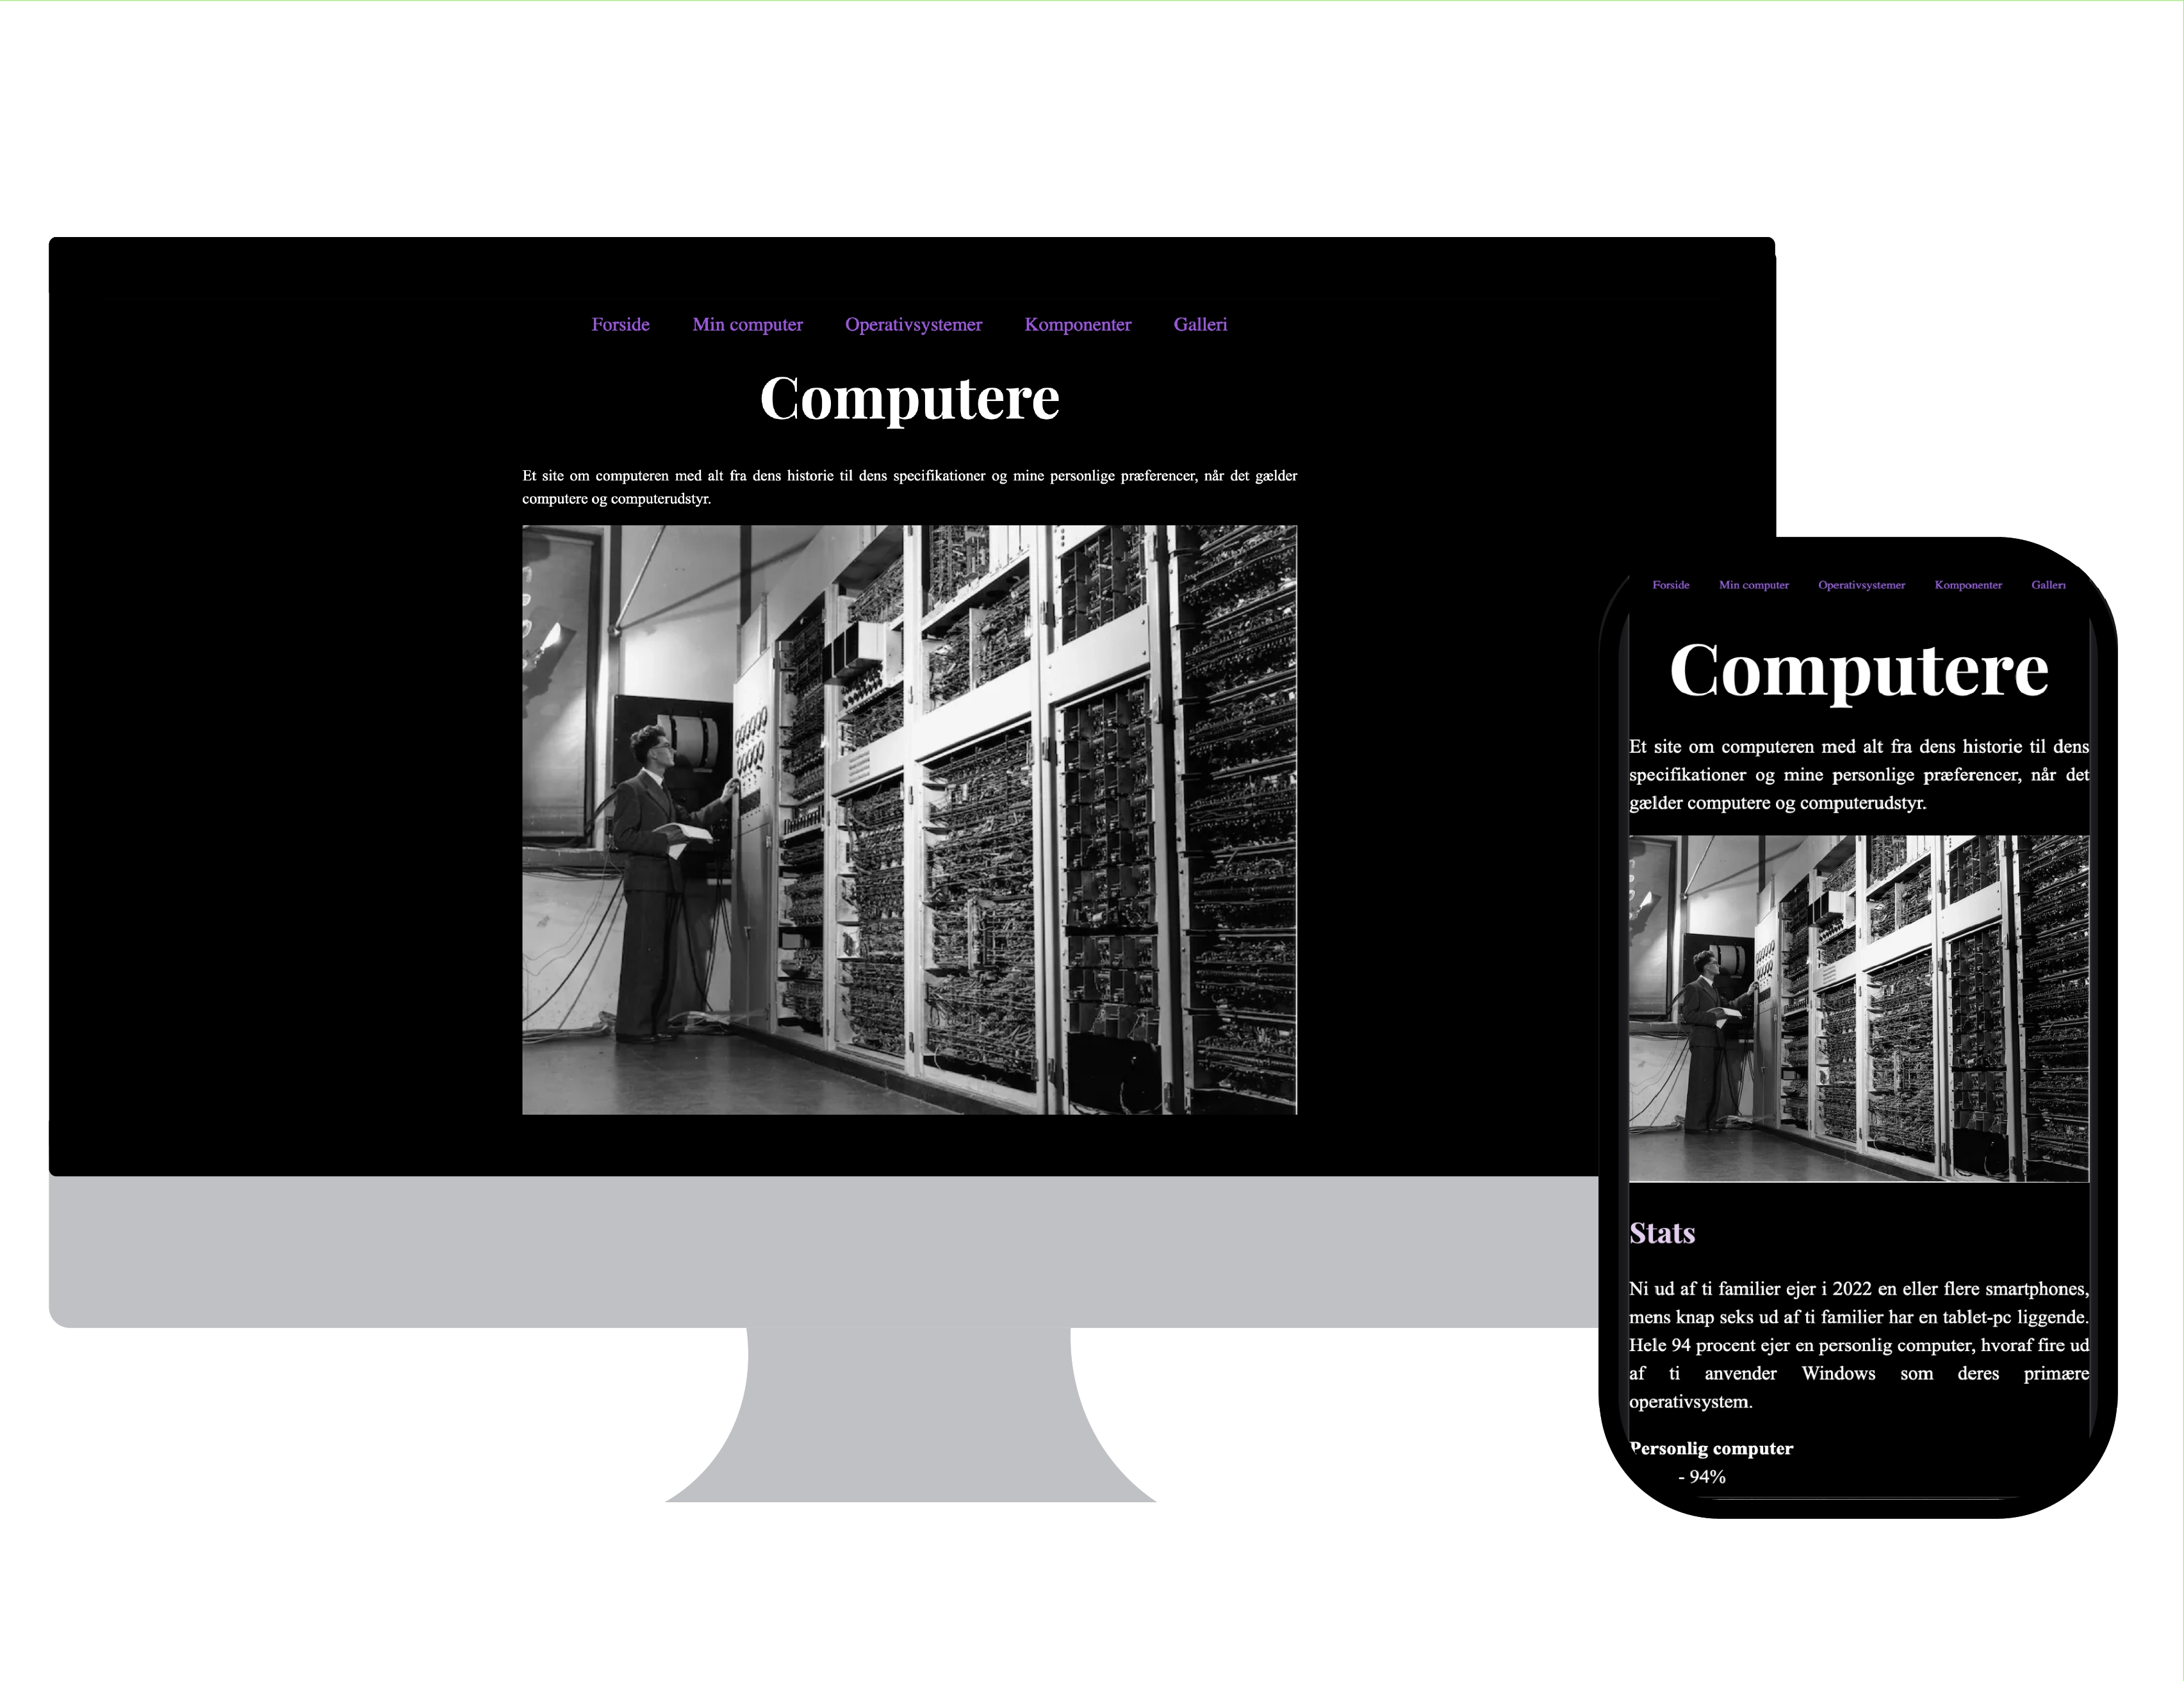 Forside Min computer Operativsystemer Komponenter Galleri
Computere
Et site om computeren med alt fra dens historie til dens specifikationer og mine personlige præferencer, når det gælder
computere og computerudstyr.
Forside Min computer Operativsystemer Komponenter Galleri
Computere
Et site om computeren med alt fra dens historie til dens
specifikationer og mine personlige præferencer, når det
gælder computere og computerudstyr.
Stats
Ni ud af ti familier ejer i 2022 en eller flere smartphones,
mens knap seks ud af ti familier har en tablet-pc liggende.
Hele 94 procent ejer en personlig computer, hvoraf fire ud
af ti anvender Windows som deres primære
operativsystem.
Personlig computer
- 94%